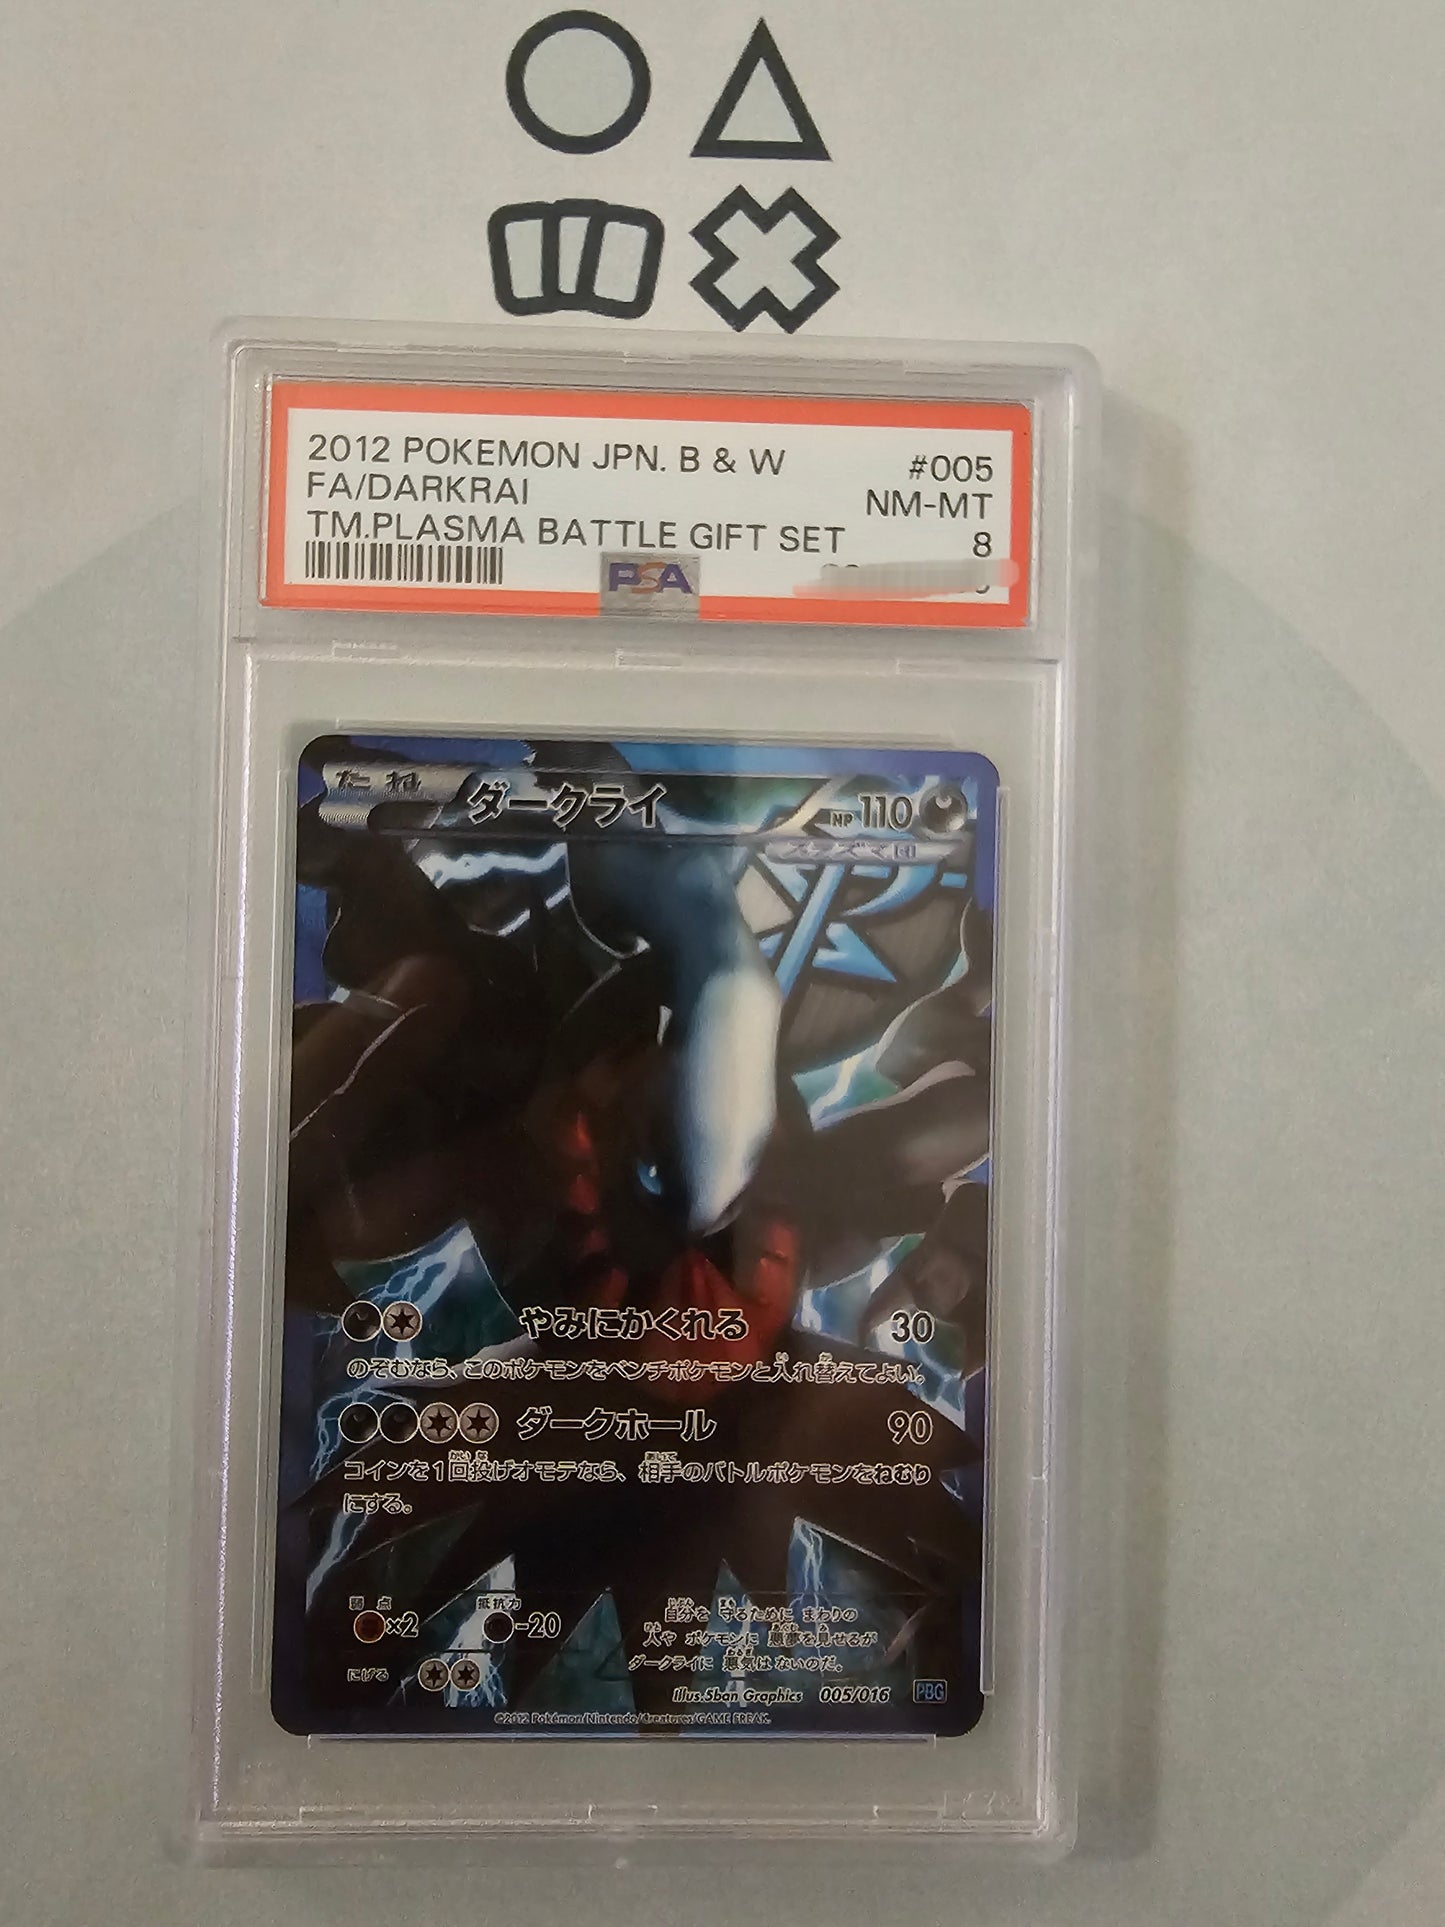 2012 POKEMON JPN. B & W
#005
FA/DARKRAI
NM-MT
TM.PLASMA BATTLE GIFT SET
8
PSA
たね
ダークライ
HP 110
プラズマ団
やみにかくれる 30
のぞむなら、このポケモンをベンチポケモンと入れ替えてよい。
ダークホール 90
コインを1回投げオモテなら、相手のバトルポケモンをねむり
にする。
弱点
×2
抵抗力
-20
自分を 守るために まわりの
人や ポケモンに 悪夢を見せるが
ダークライに 悪気は ないのだ。
にげる
Illus.5ban Graphics 005/016 PBG
©2012 Pokémon/Nintendo/Creatures/GAME FREAK.